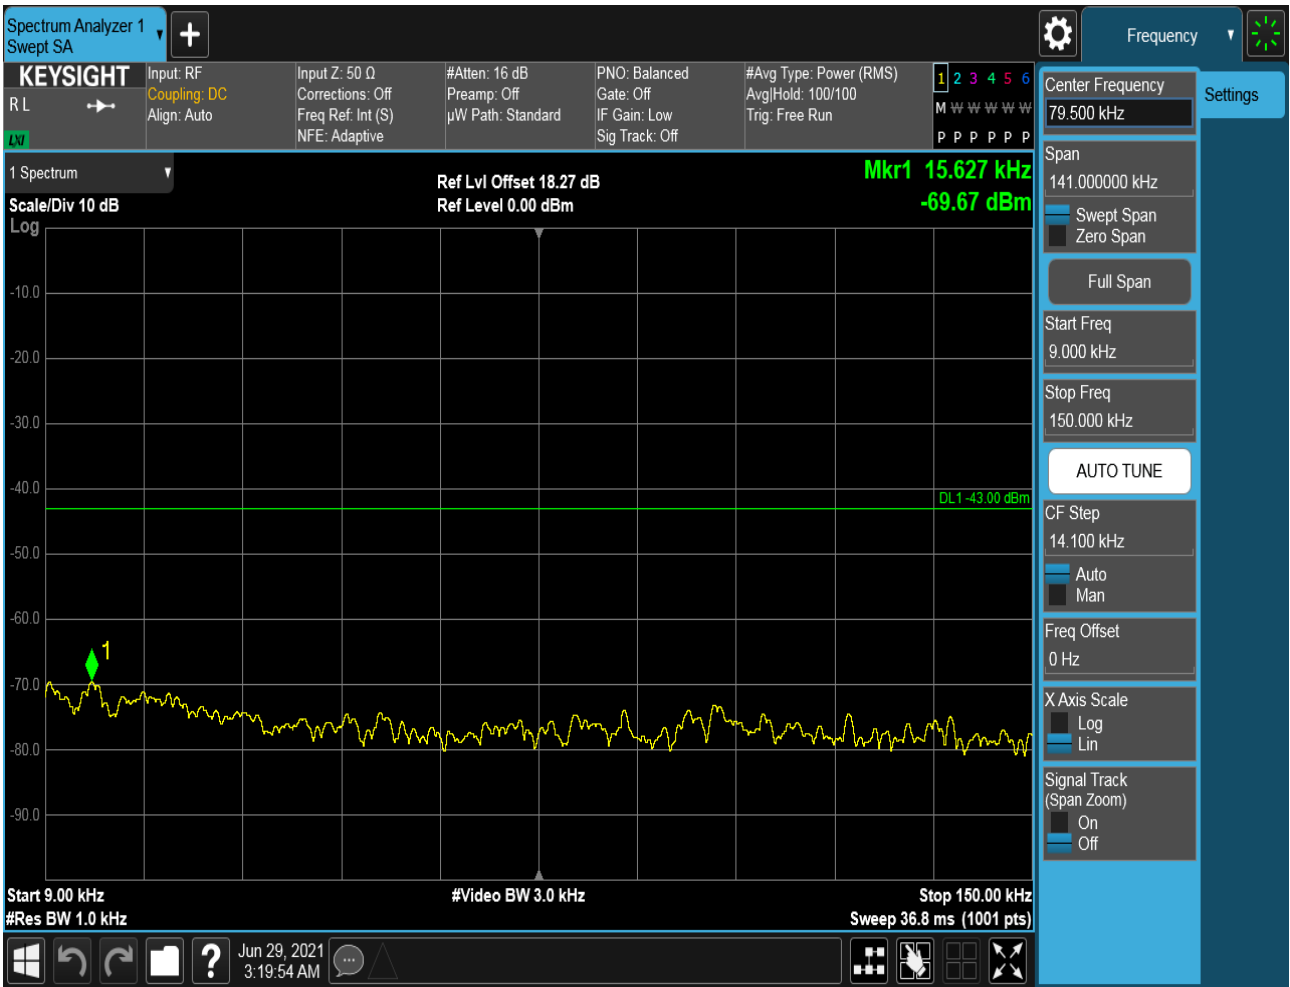 Spectrum Analyzer 1
Swept SA
Frequency
KEYSIGHT
R L
LXI
Input: RF
Coupling: DC
Align: Auto
Input Z: 50 Ω
Corrections: Off
Freq Ref: Int (S)
NFE: Adaptive
#Atten: 16 dB
Preamp: Off
µW Path: Standard
PNO: Balanced
Gate: Off
IF Gain: Low
Sig Track: Off
#Avg Type: Power (RMS)
Avg|Hold: 100/100
Trig: Free Run
1 2 3 4 5 6
M W W W W W
P P P P P P
1 Spectrum
Scale/Div 10 dB
Log
Ref Lvl Offset 18.27 dB
Ref Level 0.00 dBm
Mkr1 15.627 kHz
-69.67 dBm
-10.0
-20.0
-30.0
-40.0
DL1 -43.00 dBm
-50.0
-60.0
1
-70.0
-80.0
-90.0
Start 9.00 kHz
#Video BW 3.0 kHz
Stop 150.00 kHz
#Res BW 1.0 kHz
Sweep 36.8 ms (1001 pts)
Center Frequency
79.500 kHz
Settings
Span
141.000000 kHz
Swept Span
Zero Span
Full Span
Start Freq
9.000 kHz
Stop Freq
150.000 kHz
AUTO TUNE
CF Step
14.100 kHz
Auto
Man
Freq Offset
0 Hz
X Axis Scale
Log
Lin
Signal Track
(Span Zoom)
On
Off
?
Jun 29, 2021
3:19:54 AM